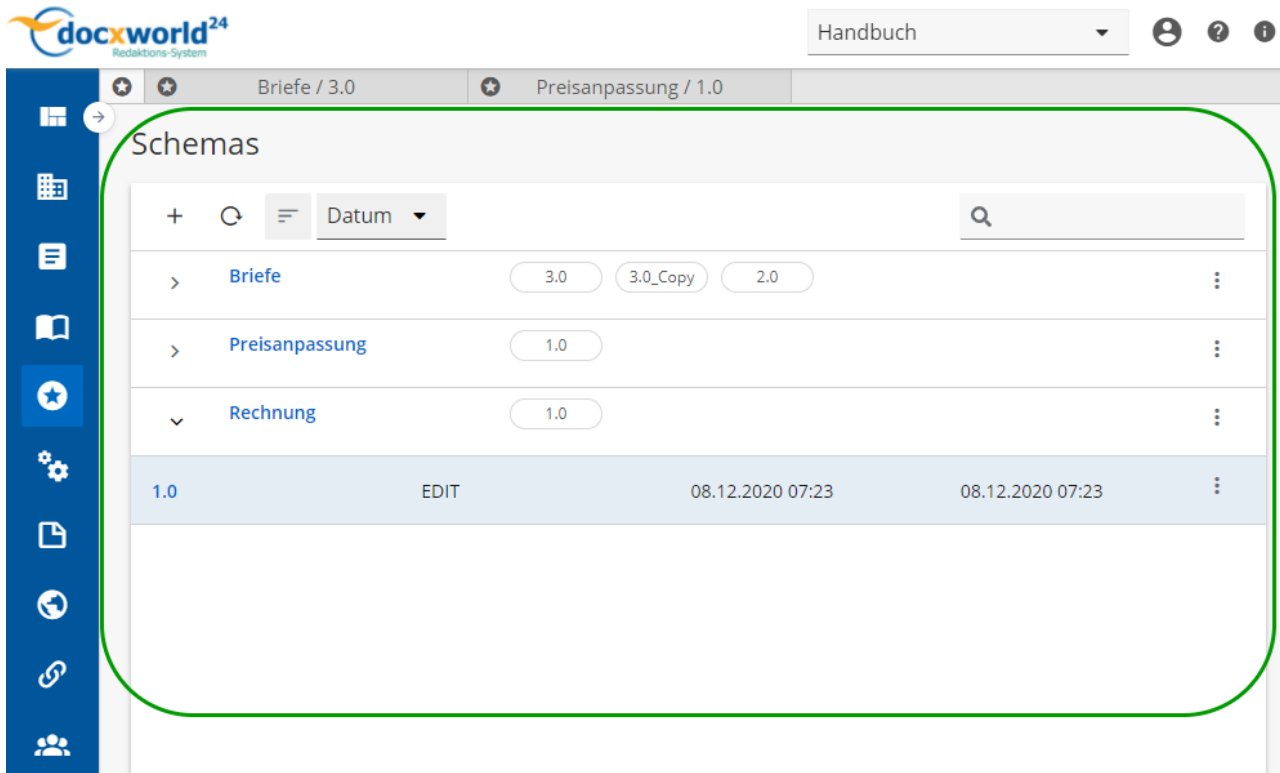 docxworld24
Redaktions-System
Handbuch
Briefe / 3.0 Preisanpassung / 1.0
Schemas
Datum
Briefe 3.0 3.0_Copy 2.0
Preisanpassung 1.0
Rechnung 1.0
1.0 EDIT 08.12.2020 07:23 08.12.2020 07:23